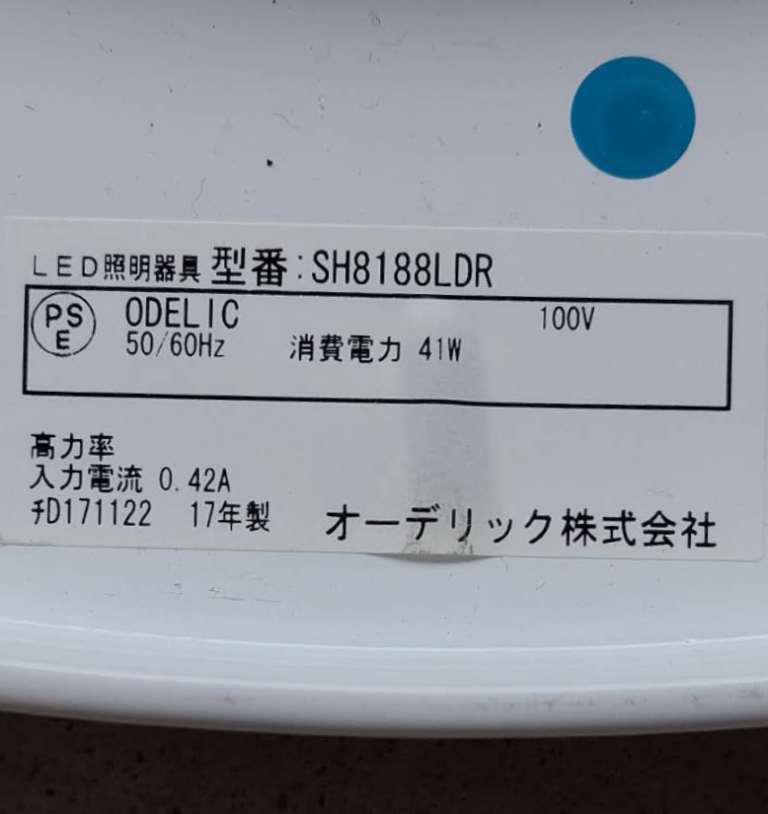 LED照明器具 型番:SH8188LDR
PS
E
ODELIC 100V
50/60Hz 消費電力 41W
高力率
入力電流 0.42A
ﾁD171122 17年製 オーデリック株式会社